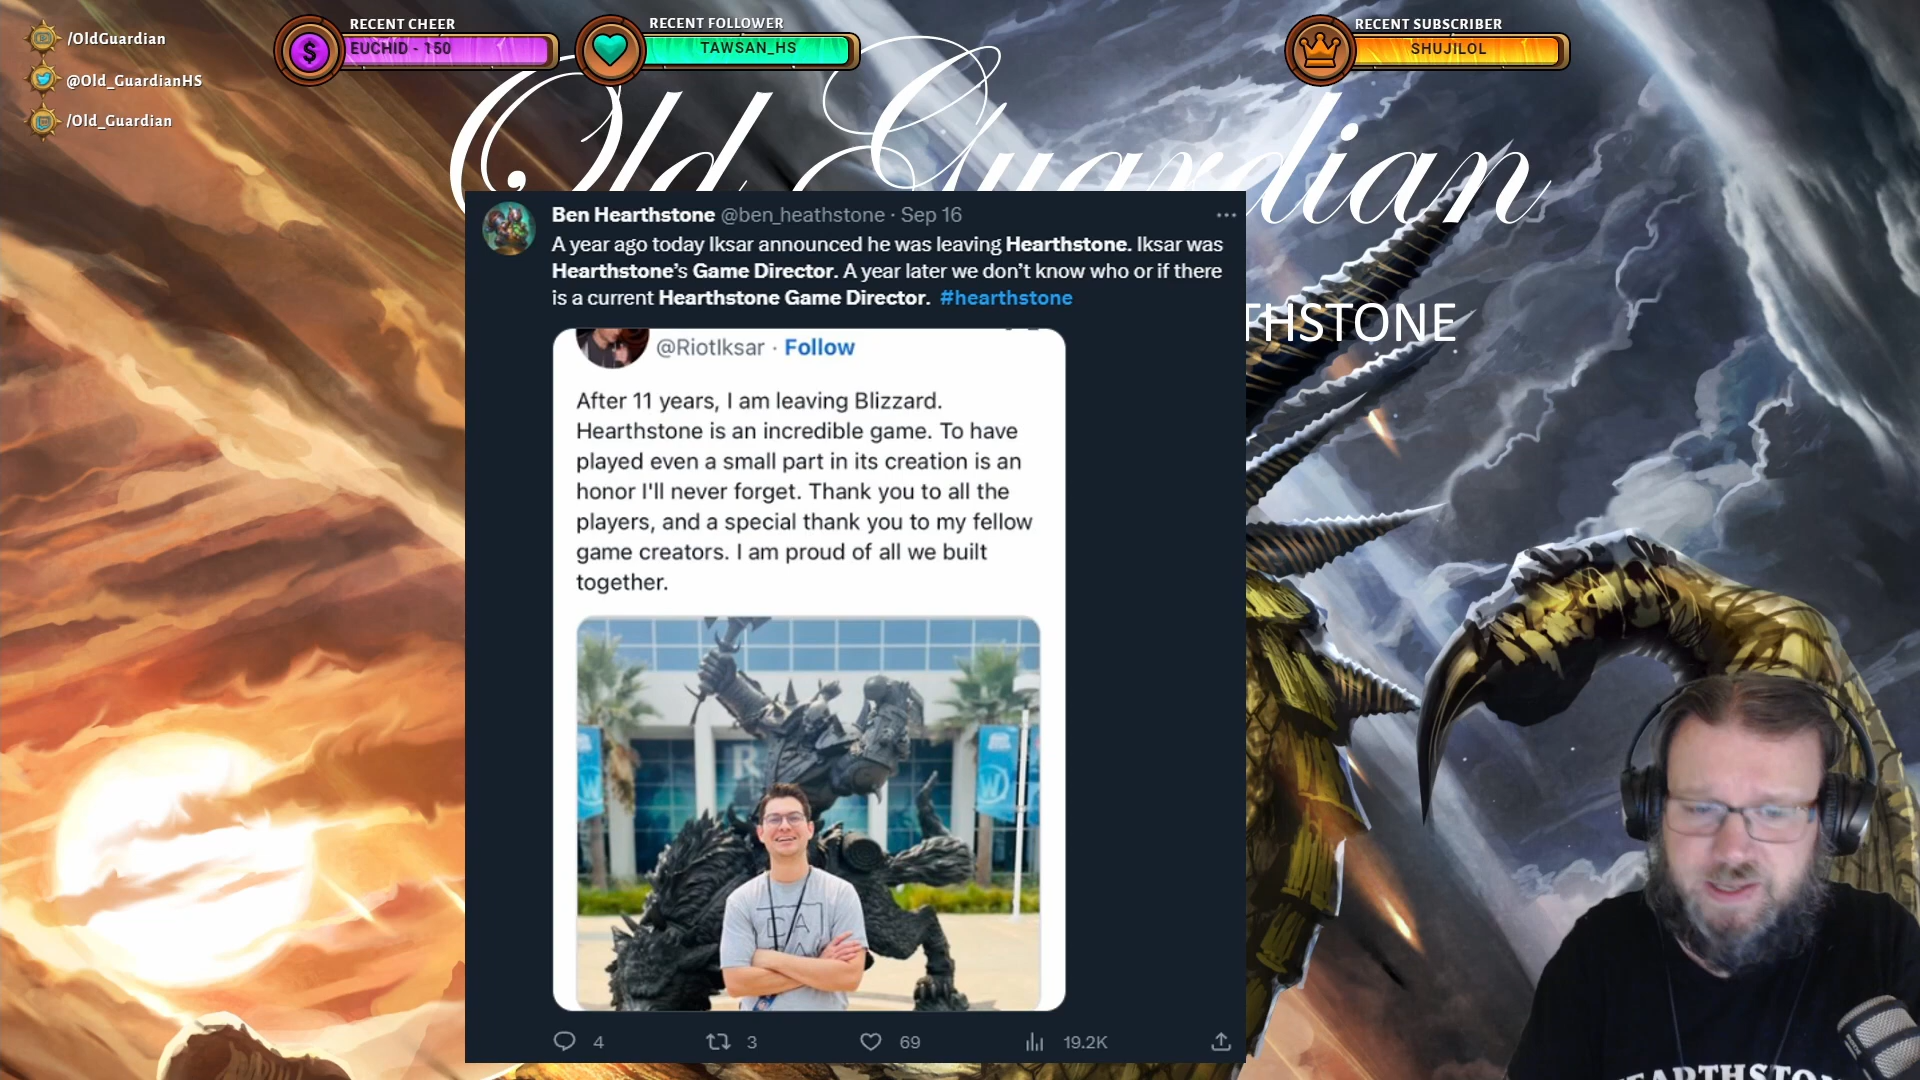 /OldGuardian
@Old_GuardianHS
/Old_Guardian
RECENT CHEER
EUCHID - 150
RECENT FOLLOWER
TAWSAN_HS
RECENT SUBSCRIBER
SHUJILOL
Old Guardian
THSTONE
Ben Hearthstone @ben_heathstone · Sep 16
A year ago today Iksar announced he was leaving Hearthstone. Iksar was
Hearthstone's Game Director. A year later we don't know who or if there
is a current Hearthstone Game Director. #hearthstone
@RiotIksar · Follow
After 11 years, I am leaving Blizzard.
Hearthstone is an incredible game. To have
played even a small part in its creation is an
honor I'll never forget. Thank you to all the
players, and a special thank you to my fellow
game creators. I am proud of all we built
together.
W
CA
4
3
69
19.2K
EARTHSTON